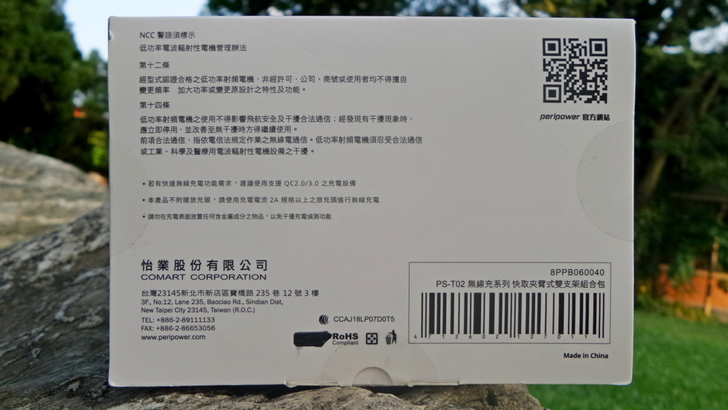 NCC 警語須標示
低功率電波輻射性電機管理辦法
第十二條
經型式認證合格之低功率射頻電機，非經許可，公司、商號或使用者均不得擅自
變更頻率　加大功率或變更原設計之特性及功能。
第十四條
低功率射頻電機之使用不得影響飛航安全及干擾合法通信；經發現有干擾現象時，
應立即停用，並改善至無干擾時方得繼續使用。
前項合法通信，指依電信法規定作業之無線電通信。低功率射頻電機須忍受合法通信
或工業、科學及醫療用電波輻射性電機設備之干擾。
peripower 官方網站
• 若有快速無線充電功能需求，建議使用支援 QC2.0/3.0 之充電設備
• 本產品不附贈旅充頭，請使用充電電流 2A 規格以上之旅充頭進行無線充電
• 請勿在充電表面放置任何含金屬成分之物品，以免干擾充電偵測功能
怡業股份有限公司
COMART CORPORATION
台灣23145新北市新店區寶橋路 235 巷 12 號 3 樓
3F., No.12, Lane 235, Baociao Rd., Sindian Dist,
New Taipei City 23145, Taiwan (R.O.C.)
TEL: +886-2-89111133
FAX: +886-2-86653056
www.peripower.com
CCAJ18LP07D0T5
RoHS
Compliant
8PPB060040
PS-T02 無線充系列 快取夾臂式雙支架組合包
4 712602 127011
Made in China